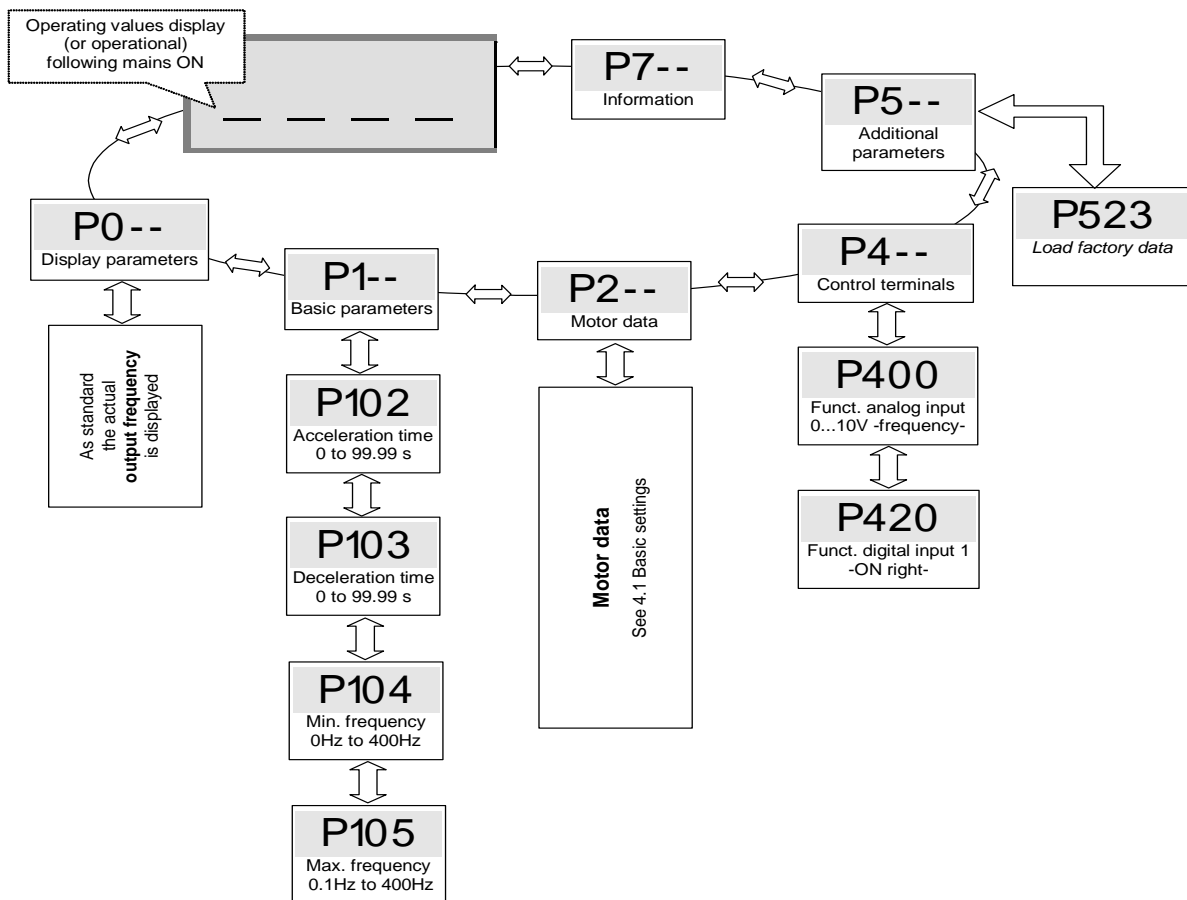 Operating values display
(or operational)
following mains ON
_ _ _ _
P7--
Information
P5--
Additional
parameters
P523
Load factory data
P0--
Display parameters
P1--
Basic parameters
P2--
Motor data
P4--
Control terminals
As standard
the actual
output frequency
is displayed
P102
Acceleration time
0 to 99.99 s
P103
Deceleration time
0 to 99.99 s
P104
Min. frequency
0Hz to 400Hz
P105
Max. frequency
0.1Hz to 400Hz
Motor data
See 4.1 Basic settings
P400
Funct. analog input
0...10V -frequency-
P420
Funct. digital input 1
-ON right-